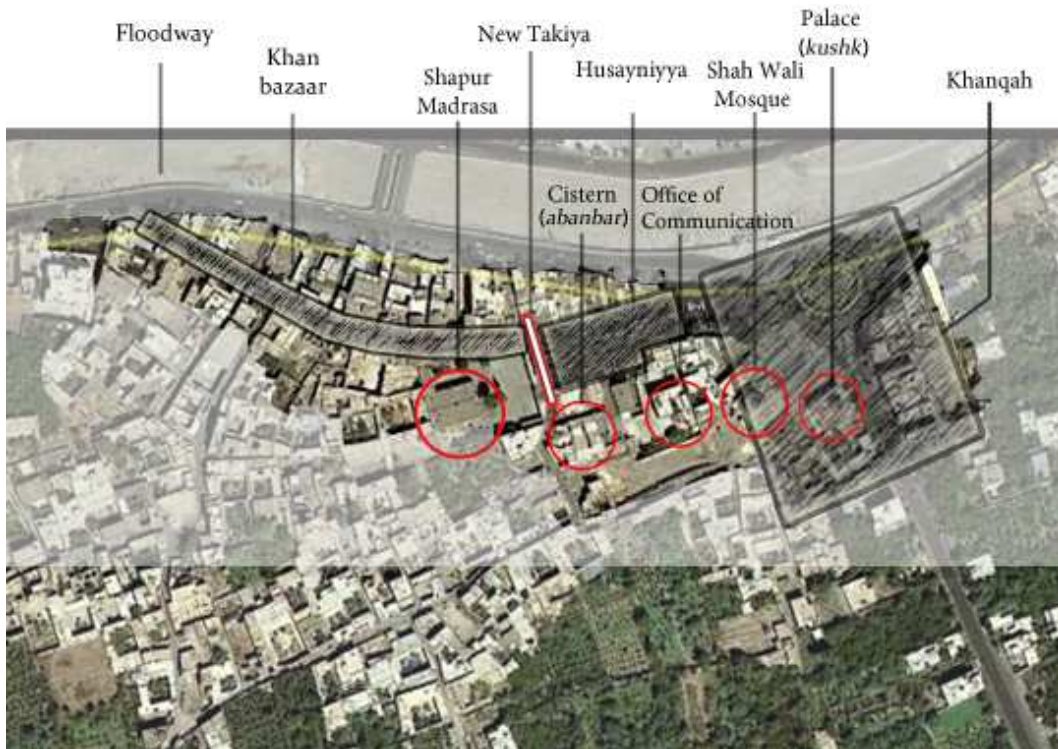 Floodway
Khan
bazaar
Shapur
Madrasa
New Takiya
Cistern
(abanbar)
Husayniyya
Office of
Communication
Shah Wali
Mosque
Palace
(kushk)
Khanqah